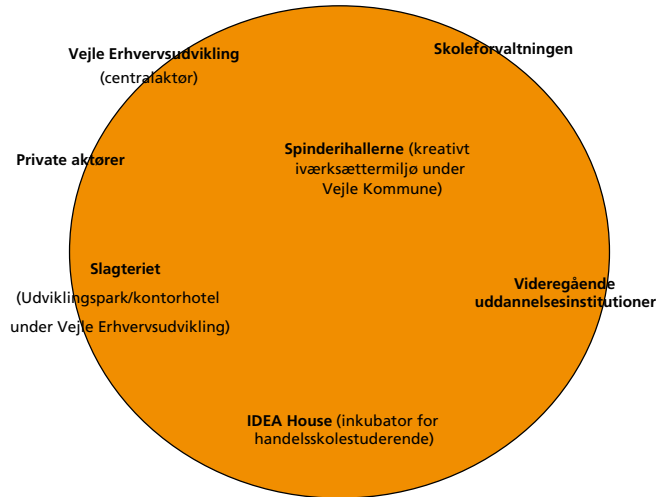 Skoleforvaltningen
Vejle Erhvervsudvikling
(centralaktør)
Spinderihallerne (kreativt
iværksættermiljø under
Vejle Kommune)
Private aktører
Slagteriet
(Udviklingspark/kontorhotel
under Vejle Erhvervsudvikling)
Videregående
uddannelsesinstitutioner
IDEA House (inkubator for
handelsskolestuderende)